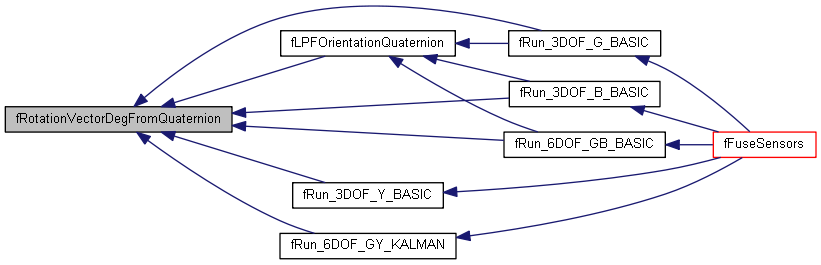 fRotationVectorDegFromQuaternion
fLPFOrientationQuaternion
fRun_3DOF_G_BASIC
fRun_3DOF_B_BASIC
fRun_6DOF_GB_BASIC
fFuseSensors
fRun_3DOF_Y_BASIC
fRun_6DOF_GY_KALMAN